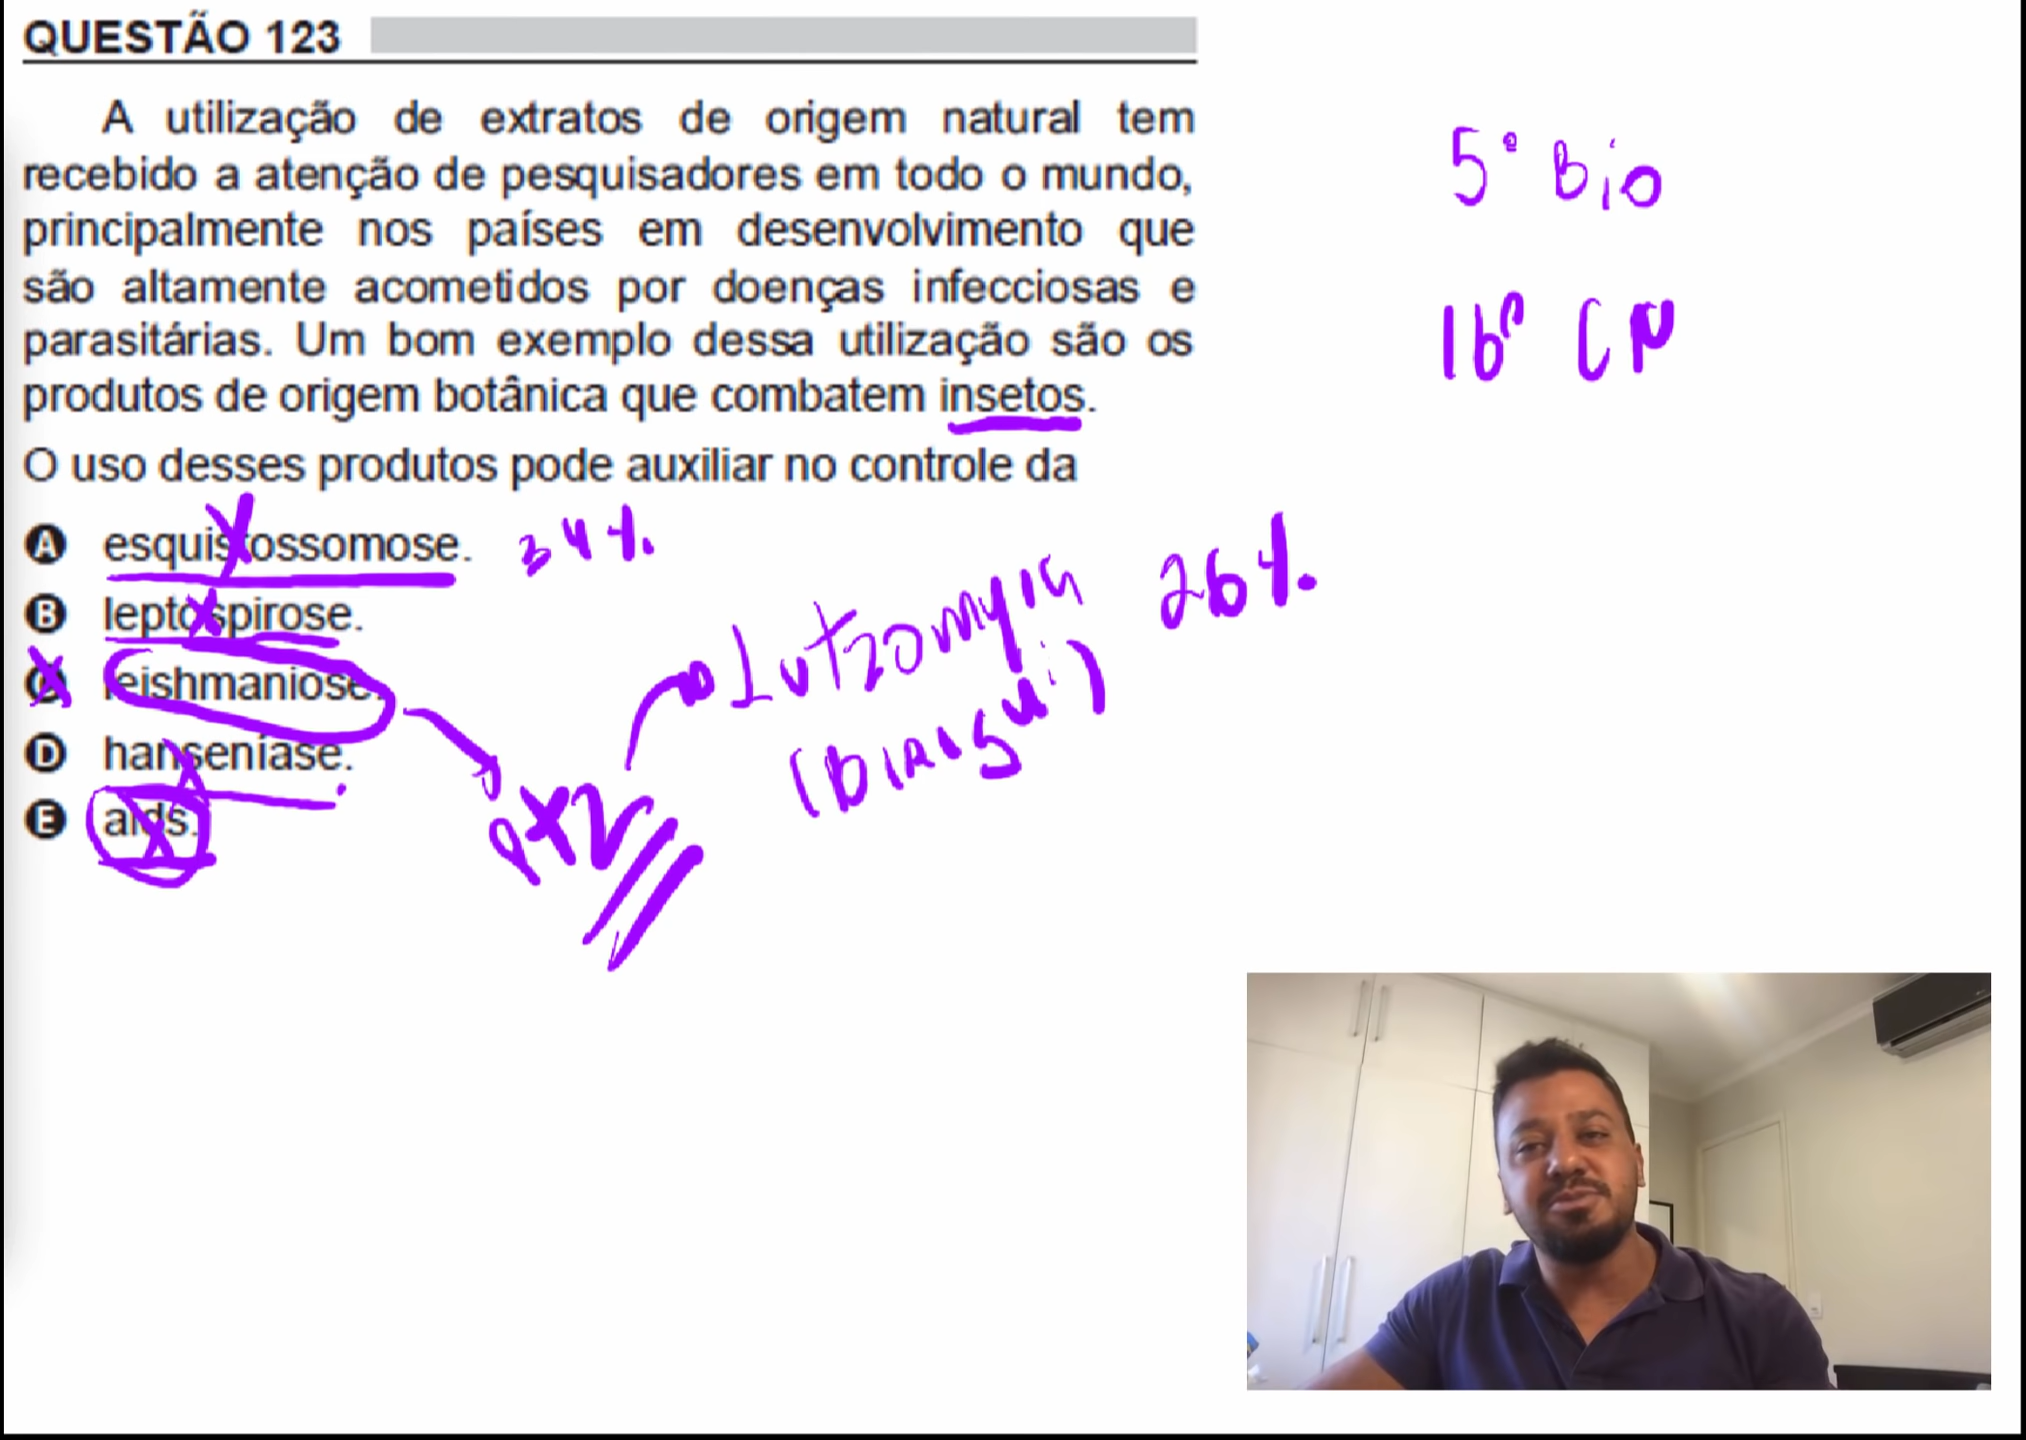 QUESTÃO 123
A utilização de extratos de origem natural tem
recebido a atenção de pesquisadores em todo o mundo,
principalmente nos países em desenvolvimento que
são altamente acometidos por doenças infecciosas e
parasitárias. Um bom exemplo dessa utilização são os
produtos de origem botânica que combatem insetos.
O uso desses produtos pode auxiliar no controle da
A esquistossomose. 34%.
B leptospirose.
C leishmaniose.
D hanseníase.
E aids.
Lutzomyia 26%.
(birigui)
5ª Bio
16ª CN